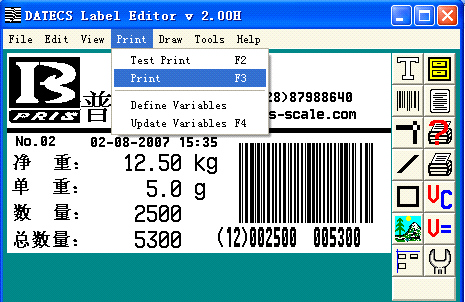 DATECS Label Editor v 2.00H
File Edit View Print Draw Tools Help
Test Print F2
Print F3
Define Variables
Update Variables F4
B
PRIS
普
28)87988640
s-scale.com
No.02 02-08-2007 15:35
净 重： 12.50 kg
单 重： 5.0 g
数 量： 2500
总数量： 5300
(12)002500 005300
T
?
VC
V=